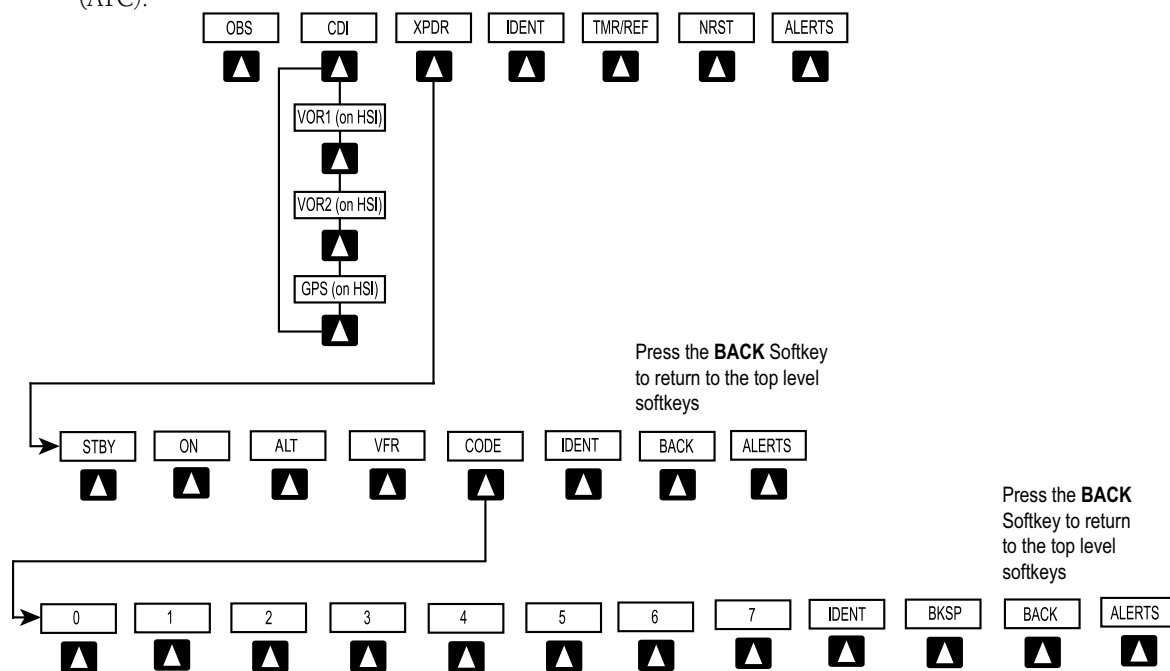 (ATC).
OBS CDI XPDR IDENT TMR/REF NRST ALERTS
VOR1 (on HSI)
VOR2 (on HSI)
GPS (on HSI)
Press the BACK Softkey
to return to the top level
softkeys
STBY ON ALT VFR CODE IDENT BACK ALERTS
Press the BACK
Softkey to return
to the top level
softkeys
0 1 2 3 4 5 6 7 IDENT BKSP BACK ALERTS